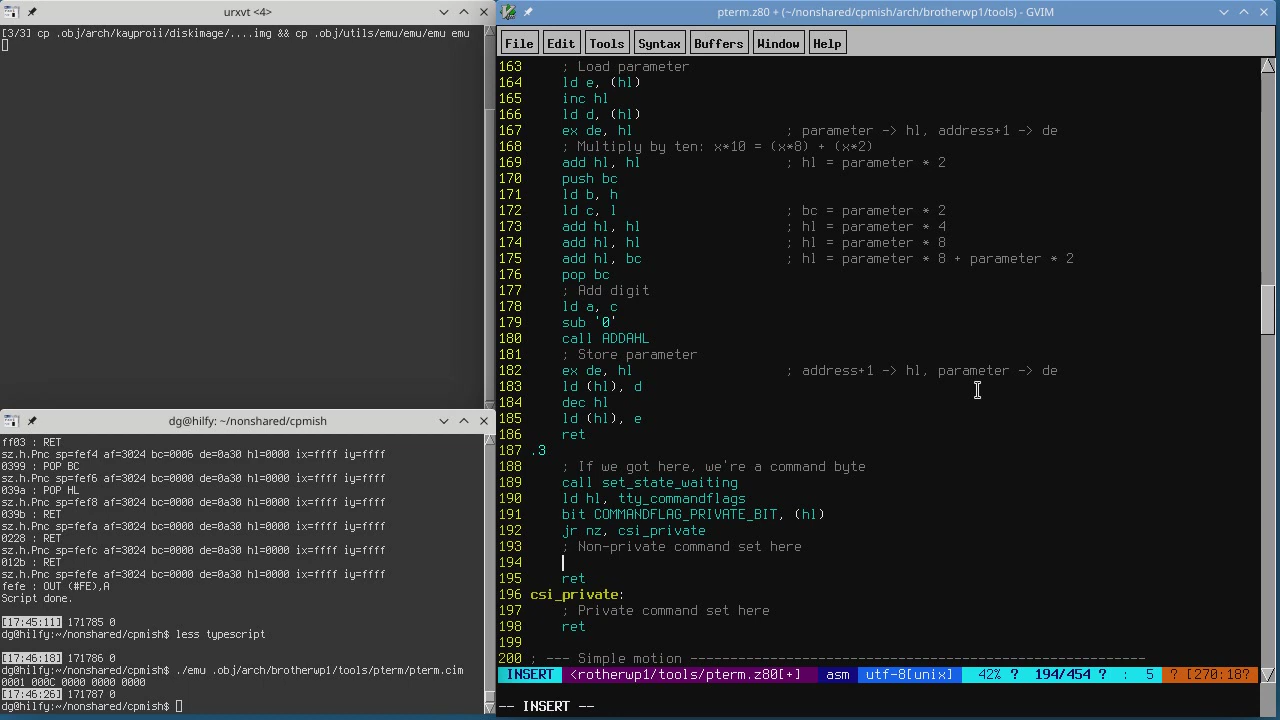 urxvt <4>
[3/3] cp .obj/arch/kayproii/diskimage/....img && cp .obj/utils/emu/emu/emu emu
dg@hilfy: ~/nonshared/cpmish
ff03 : RET
sz.h.Pnc sp=fef4 af=3024 bc=0006 de=0a30 hl=0000 ix=ffff iy=ffff
0399 : POP BC
sz.h.Pnc sp=fef6 af=3024 bc=0000 de=0a30 hl=0000 ix=ffff iy=ffff
039a : POP HL
sz.h.Pnc sp=fef8 af=3024 bc=0000 de=0a30 hl=0000 ix=ffff iy=ffff
039b : RET
sz.h.Pnc sp=fefa af=3024 bc=0000 de=0a30 hl=0000 ix=ffff iy=ffff
0228 : RET
sz.h.Pnc sp=fefc af=3024 bc=0000 de=0a30 hl=0000 ix=ffff iy=ffff
012b : RET
sz.h.Pnc sp=fefe af=3024 bc=0000 de=0a30 hl=0000 ix=ffff iy=ffff
fefe : OUT (#FE),A
Script done.
[17:45:11] 171785 0
dg@hilfy:~/nonshared/cpmish$ less typescript
[17:46:18] 171786 0
dg@hilfy:~/nonshared/cpmish$ ./emu .obj/arch/brotherwp1/tools/pterm/pterm.cim
0001 000C 0000 0000 0000
[17:46:26] 171787 0
dg@hilfy:~/nonshared/cpmish$
pterm.z80 + (~/nonshared/cpmish/arch/brotherwp1/tools) - GVIM
File Edit Tools Syntax Buffers Window Help
163 ; Load parameter
164 ld e, (hl)
165 inc hl
166 ld d, (hl)
167 ex de, hl ; parameter -> hl, address+1 -> de
168 ; Multiply by ten: x*10 = (x*8) + (x*2)
169 add hl, hl ; hl = parameter * 2
170 push bc
171 ld b, h
172 ld c, l ; bc = parameter * 2
173 add hl, hl ; hl = parameter * 4
174 add hl, hl ; hl = parameter * 8
175 add hl, bc ; hl = parameter * 8 + parameter * 2
176 pop bc
177 ; Add digit
178 ld a, c
179 sub '0'
180 call ADDAHL
181 ; Store parameter
182 ex de, hl ; address+1 -> hl, parameter -> de
183 ld (hl), d
184 dec hl
185 ld (hl), e
186 ret
187 .3
188 ; If we got here, we're a command byte
189 call set_state_waiting
190 ld hl, tty_commandflags
191 bit COMMANDFLAG_PRIVATE_BIT, (hl)
192 jr nz, csi_private
193 ; Non-private command set here
194
195 ret
196 csi_private:
197 ; Private command set here
198 ret
199
200 ; --- Simple motion ---------------------------------------------------------
INSERT <rotherwp1/tools/pterm.z80[+] asm utf-8[unix] 42% ? 194/454 ? : 5 ? [270:18?
-- INSERT --